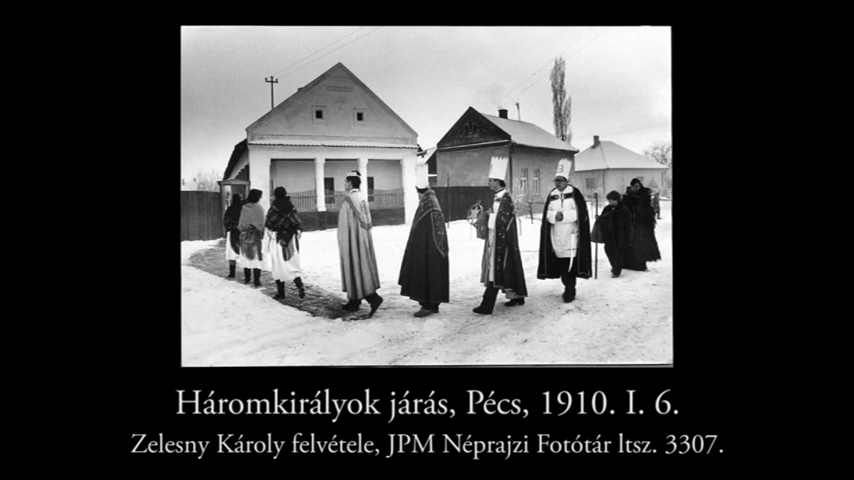 Háromkirályok járás, Pécs, 1910. I. 6.
Zelesny Károly felvétele, JPM Néprajzi Fotótár ltsz. 3307.